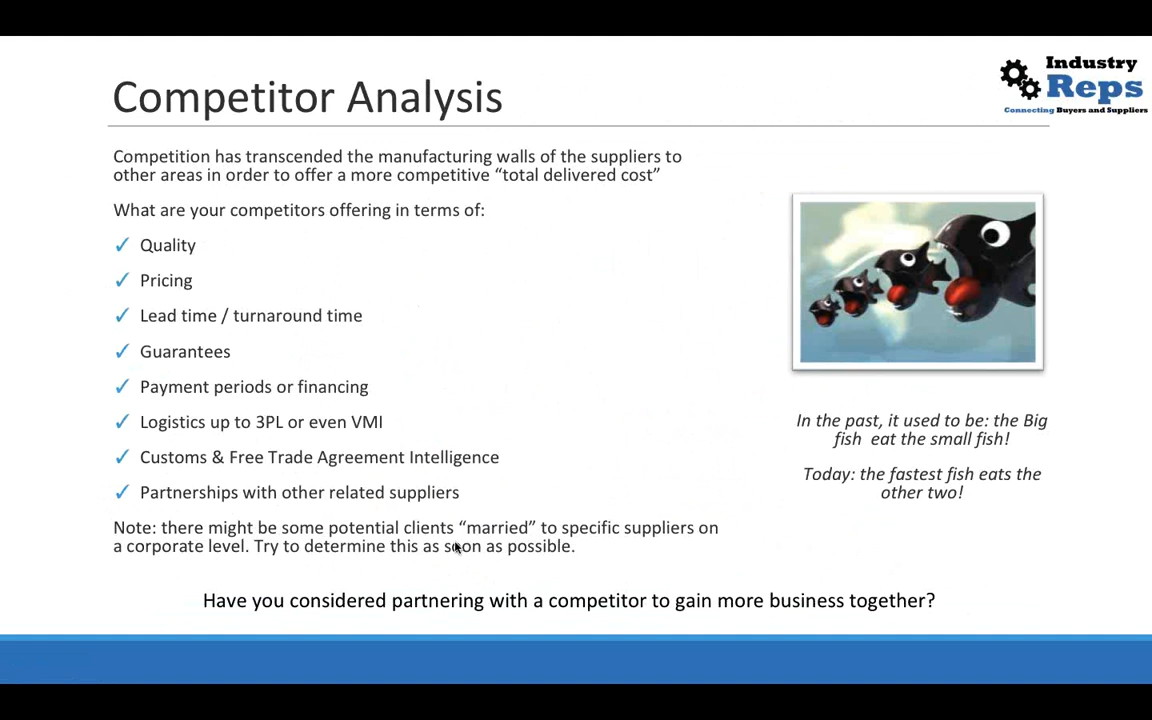 Competitor Analysis
Industry
Reps
Connecting Buyers and Suppliers
Competition has transcended the manufacturing walls of the suppliers to
other areas in order to offer a more competitive “total delivered cost”
What are your competitors offering in terms of:
✓ Quality
✓ Pricing
✓ Lead time / turnaround time
✓ Guarantees
✓ Payment periods or financing
✓ Logistics up to 3PL or even VMI
✓ Customs & Free Trade Agreement Intelligence
✓ Partnerships with other related suppliers
Note: there might be some potential clients “married” to specific suppliers on
a corporate level. Try to determine this as soon as possible.
In the past, it used to be: the Big
fish eat the small fish!
Today: the fastest fish eats the
other two!
Have you considered partnering with a competitor to gain more business together?